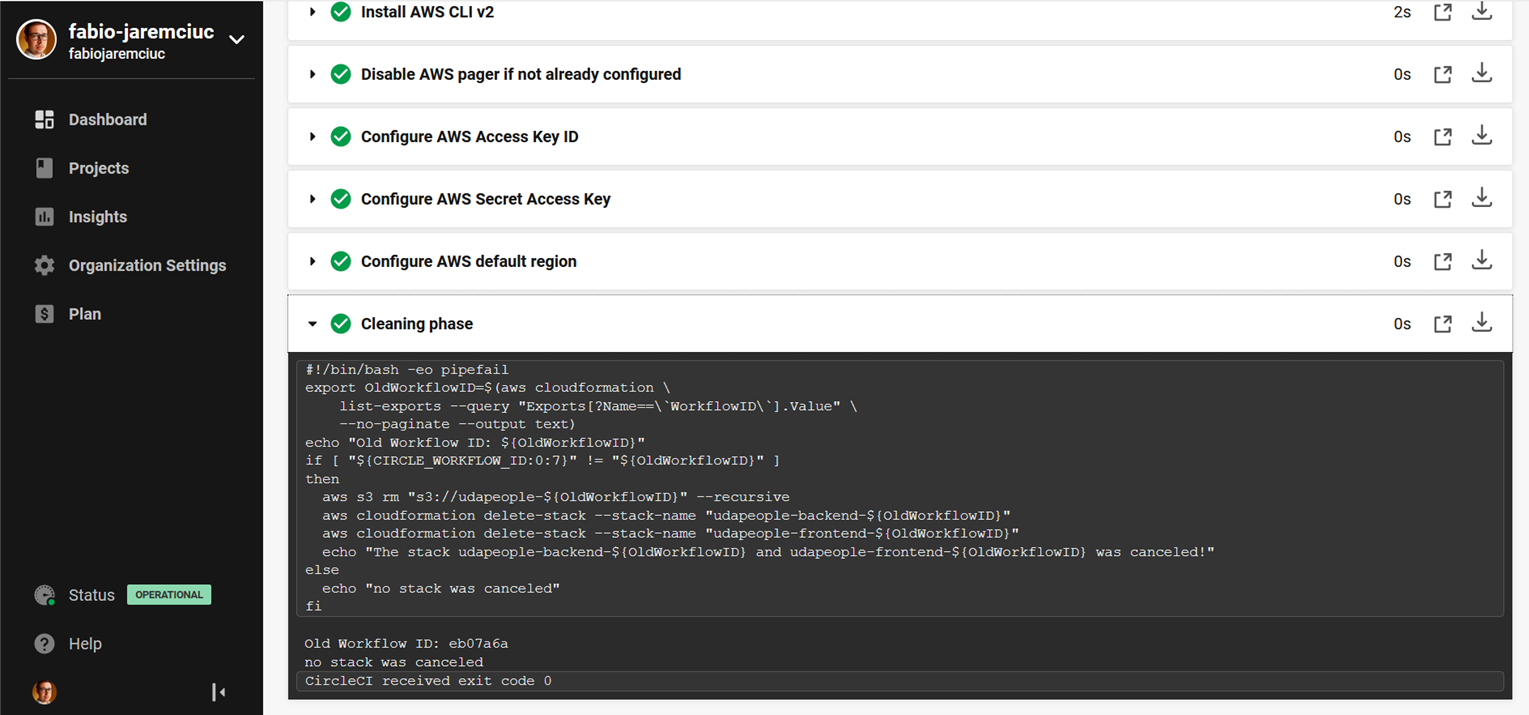 fabio-jaremciuc
fabiojaremciuc
Dashboard
Projects
Insights
Organization Settings
Plan
Status OPERATIONAL
Help
Install AWS CLI v2 2s
Disable AWS pager if not already configured 0s
Configure AWS Access Key ID 0s
Configure AWS Secret Access Key 0s
Configure AWS default region 0s
Cleaning phase 0s
#!/bin/bash -eo pipefail
export OldWorkflowID=$(aws cloudformation \
    list-exports --query "Exports[?Name==\`WorkflowID\`].Value" \
    --no-paginate --output text)
echo "Old Workflow ID: ${OldWorkflowID}"
if [ "${CIRCLE_WORKFLOW_ID:0:7}" != "${OldWorkflowID}" ]
then
  aws s3 rm "s3://udapeople-${OldWorkflowID}" --recursive
  aws cloudformation delete-stack --stack-name "udapeople-backend-${OldWorkflowID}"
  aws cloudformation delete-stack --stack-name "udapeople-frontend-${OldWorkflowID}"
  echo "The stack udapeople-backend-${OldWorkflowID} and udapeople-frontend-${OldWorkflowID} was canceled!"
else
  echo "no stack was canceled"
fi
Old Workflow ID: eb07a6a
no stack was canceled
CircleCI received exit code 0